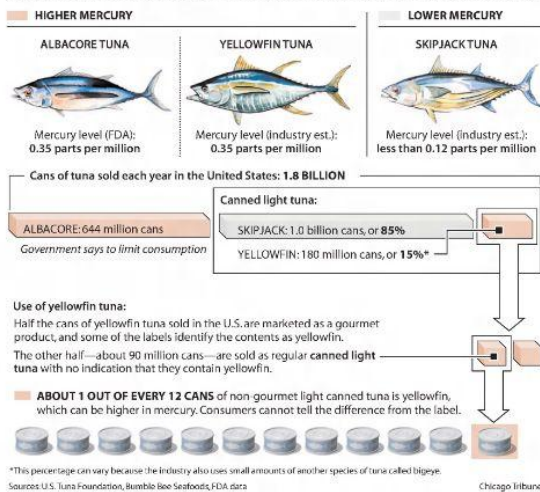 HIGHER MERCURY
LOWER MERCURY
ALBACORE TUNA
YELLOWFIN TUNA
SKIPJACK TUNA
Mercury level (FDA):
0.35 parts per million
Mercury level (industry est.):
0.35 parts per million
Mercury level (industry est.):
less than 0.12 parts per million
Cans of tuna sold each year in the United States: 1.8 BILLION
Canned light tuna:
ALBACORE: 644 million cans
SKIPJACK: 1.0 billion cans, or 85%
Government says to limit consumption
YELLOWFIN: 180 million cans, or 15%*
Use of yellowfin tuna:
Half the cans of yellowfin tuna sold in the U.S. are marketed as a gourmet
product, and some of the labels identify the contents as yellowfin.
The other half—about 90 million cans—are sold as regular canned light
tuna with no indication that they contain yellowfin.
ABOUT 1 OUT OF EVERY 12 CANS of non-gourmet light canned tuna is yellowfin,
which can be higher in mercury. Consumers cannot tell the difference from the label.
*This percentage can vary because the industry also uses small amounts of another species of tuna called bigeye.
Sources: U.S. Tuna Foundation, Bumble Bee Seafoods, FDA data
Chicago Tribune